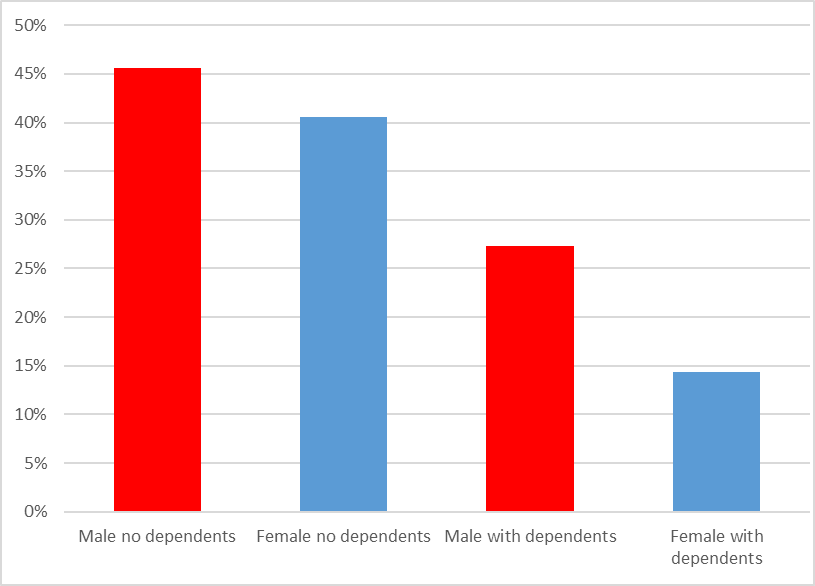 50%
45%
40%
35%
30%
25%
20%
15%
10%
5%
0%
Male no dependents
Female no dependents
Male with dependents
Female with
dependents